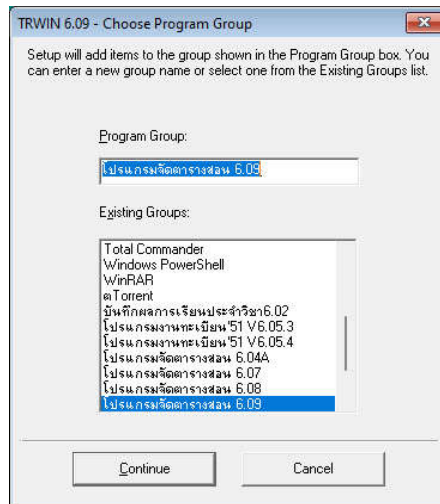 TRWIN 6.09 - Choose Program Group
Setup will add items to the group shown in the Program Group box. You
can enter a new group name or select one from the Existing Groups list.
Program Group:
โปรแกรมจัดตารางสอน 6.09
Existing Groups:
Total Commander
Windows PowerShell
WinRAR
ตTorrent
บันทึกผลการเรียนประจำวิชา6.02
โปรแกรมงานทะเบียน'51 V6.05.3
โปรแกรมงานทะเบียน'51 V6.05.4
โปรแกรมจัดตารางสอน 6.04A
โปรแกรมจัดตารางสอน 6.07
โปรแกรมจัดตารางสอน 6.08
โปรแกรมจัดตารางสอน 6.09
Continue
Cancel